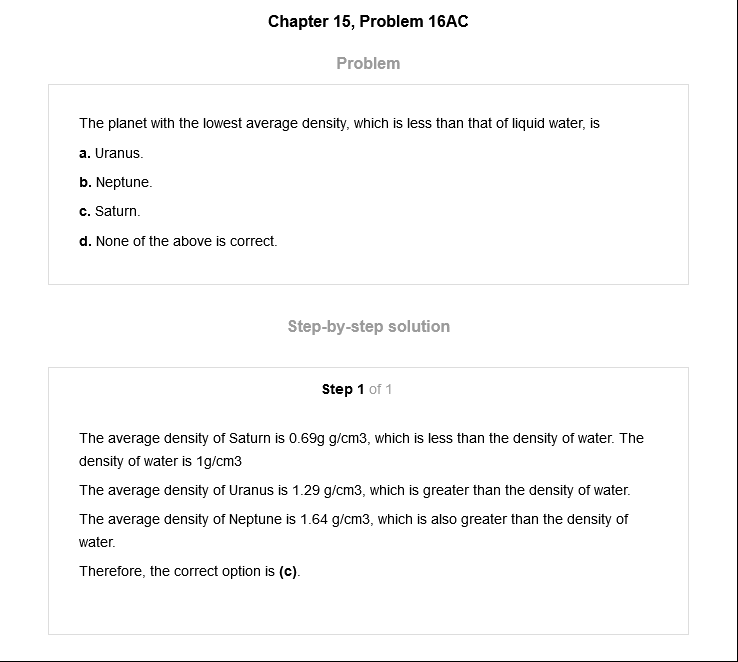 Chapter 15, Problem 16AC
Problem
The planet with the lowest average density, which is less than that of liquid water, is
a. Uranus.
b. Neptune.
c. Saturn.
d. None of the above is correct.
Step-by-step solution
Step 1 of 1
The average density of Saturn is 0.69g g/cm3, which is less than the density of water. The
density of water is 1g/cm3
The average density of Uranus is 1.29 g/cm3, which is greater than the density of water.
The average density of Neptune is 1.64 g/cm3, which is also greater than the density of
water.
Therefore, the correct option is (c).